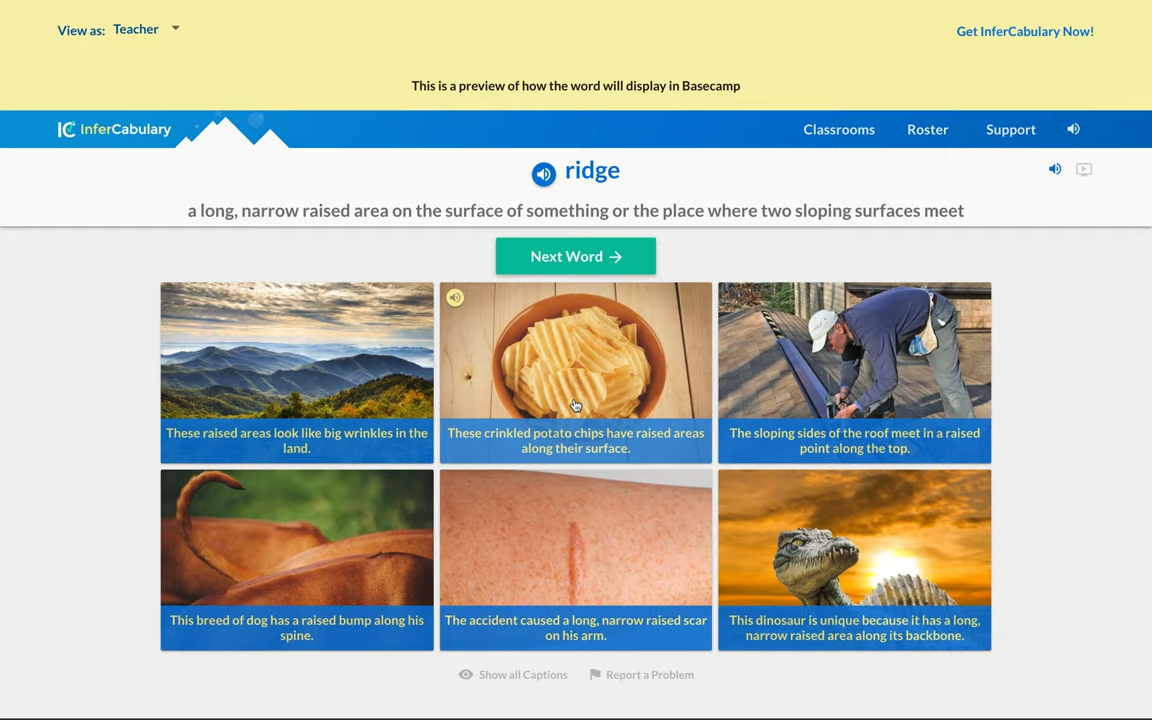 View as: Teacher
Get InferCabulary Now!
This is a preview of how the word will display in Basecamp
IC InferCabulary
Classrooms
Roster
Support
ridge
a long, narrow raised area on the surface of something or the place where two sloping surfaces meet
Next Word →
These raised areas look like big wrinkles in the
land.
These crinkled potato chips have raised areas
along their surface.
The sloping sides of the roof meet in a raised
point along the top.
This breed of dog has a raised bump along his
spine.
The accident caused a long, narrow raised scar
on his arm.
This dinosaur is unique because it has a long,
narrow raised area along its backbone.
Show all Captions
Report a Problem